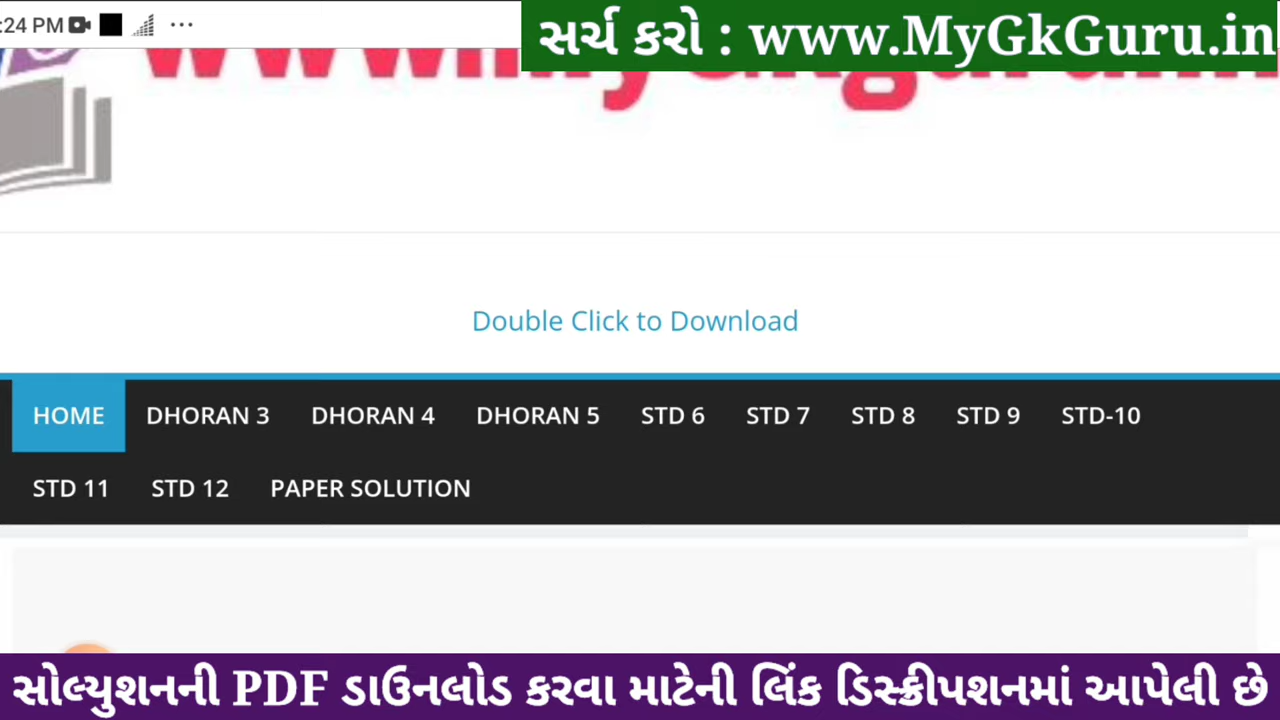 :24 PM
સર્ચ કરો : www.MyGkGuru.in
Double Click to Download
HOME DHORAN 3 DHORAN 4 DHORAN 5 STD 6 STD 7 STD 8 STD 9 STD-10
STD 11 STD 12 PAPER SOLUTION
સોલ્યુશનની PDF ડાઉનલોડ કરવા માટેની લિંક ડિસ્ક્રીપશનમાં આપેલી છે